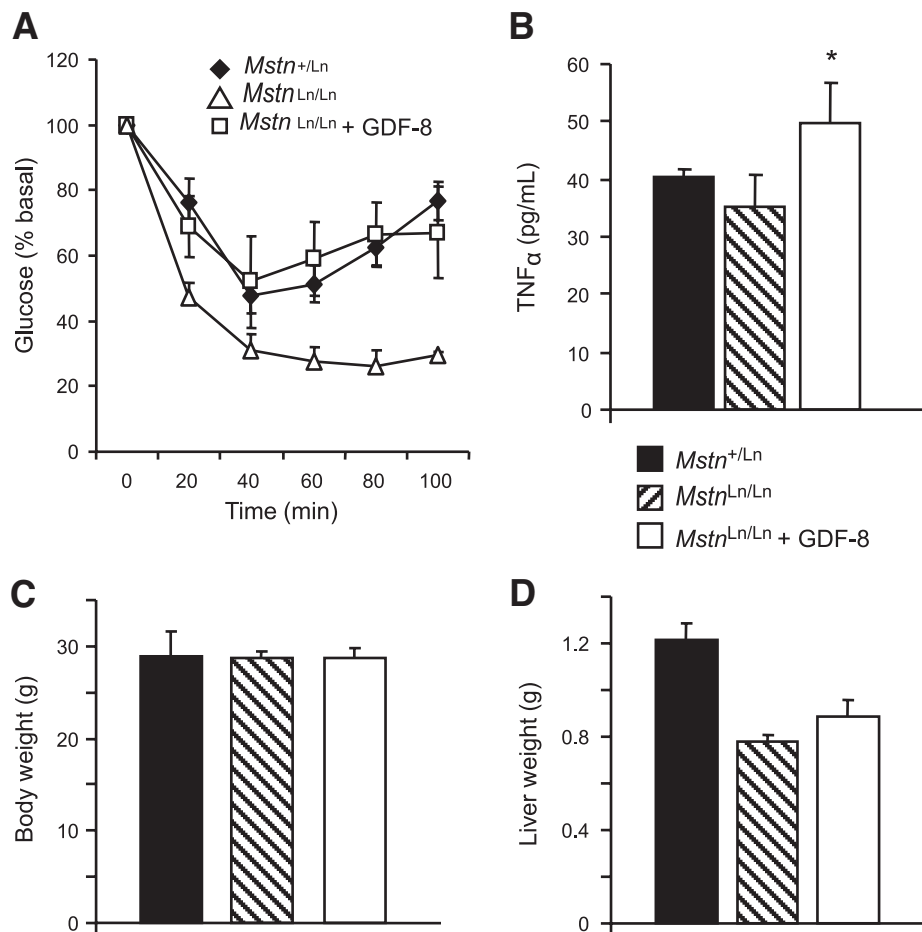 A
Glucose (% basal)
120
100
80
60
40
20
0
0 20 40 60 80 100
Time (min)
Mstn+/Ln
Mstn Ln/Ln
Mstn Ln/Ln + GDF-8
B
TNFα (pg/mL)
60
50
40
30
20
10
0
*
Mstn+/Ln
MstnLn/Ln
MstnLn/Ln + GDF-8
C
Body weight (g)
30
20
10
0
D
Liver weight (g)
1.2
0.8
0.4
0